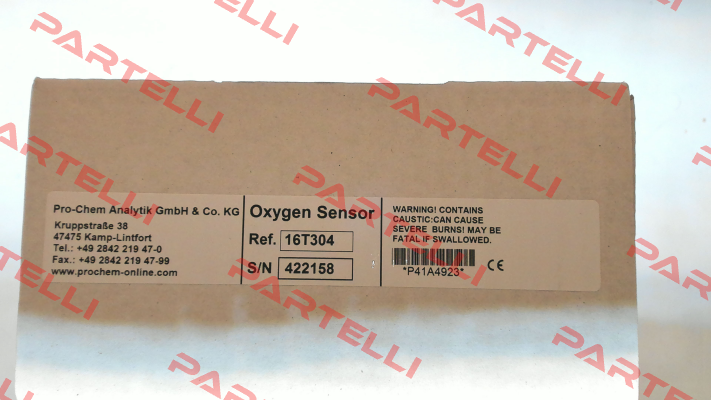 Pro-Chem Analytik GmbH & Co. KG
Kruppstraße 38
47475 Kamp-Lintfort
Tel.: +49 2842 219 47-0
Fax.: +49 2842 219 47-99
www.prochem-online.com
Oxygen Sensor
Ref. 16T304
S/N 422158
WARNING! CONTAINS
CAUSTIC:CAN CAUSE
SEVERE BURNS! MAY BE
FATAL IF SWALLOWED.
*P41A4923*
CE
PARTELLI
PARTELLI
PARTELLI
PARTELLI
PARTELLI
PARTELLI
PARTELLI
PARTELLI
PARTELLI